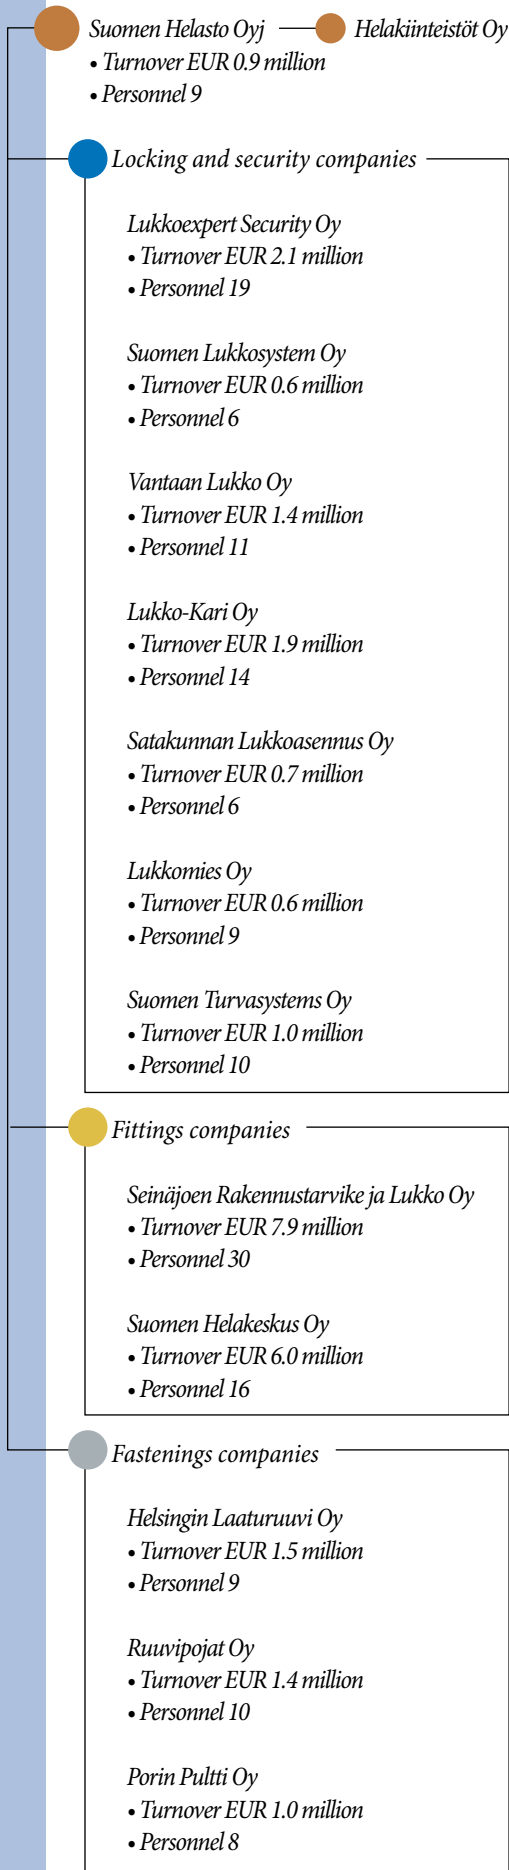 Suomen Helasto Oyj Helakiinteistöt Oy
• Turnover EUR 0.9 million
• Personnel 9
Locking and security companies
Lukkoexpert Security Oy
• Turnover EUR 2.1 million
• Personnel 19
Suomen Lukkosystem Oy
• Turnover EUR 0.6 million
• Personnel 6
Vantaan Lukko Oy
• Turnover EUR 1.4 million
• Personnel 11
Lukko-Kari Oy
• Turnover EUR 1.9 million
• Personnel 14
Satakunnan Lukkoasennus Oy
• Turnover EUR 0.7 million
• Personnel 6
Lukkomies Oy
• Turnover EUR 0.6 million
• Personnel 9
Suomen Turvasystems Oy
• Turnover EUR 1.0 million
• Personnel 10
Fittings companies
Seinäjoen Rakennustarvike ja Lukko Oy
• Turnover EUR 7.9 million
• Personnel 30
Suomen Helakeskus Oy
• Turnover EUR 6.0 million
• Personnel 16
Fastenings companies
Helsingin Laaturuuvi Oy
• Turnover EUR 1.5 million
• Personnel 9
Ruuvipojat Oy
• Turnover EUR 1.4 million
• Personnel 10
Porin Pultti Oy
• Turnover EUR 1.0 million
• Personnel 8